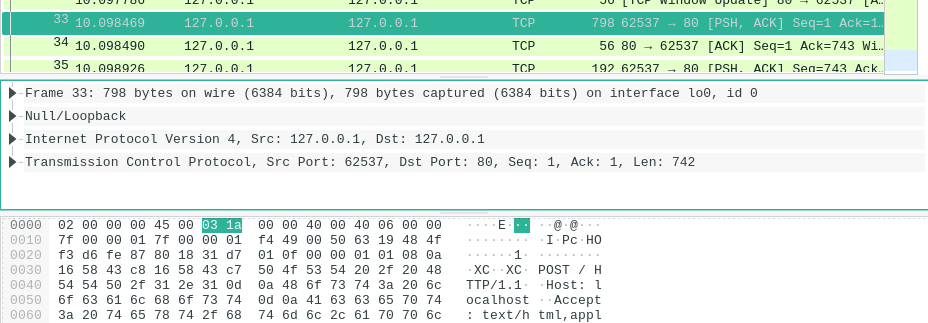 10.097786 127.0.0.1 127.0.0.1 TCP 56 [TCP Window Update] 80 → 62537 [A…
33 10.098469 127.0.0.1 127.0.0.1 TCP 798 62537 → 80 [PSH, ACK] Seq=1 Ack=1…
34 10.098490 127.0.0.1 127.0.0.1 TCP 56 80 → 62537 [ACK] Seq=1 Ack=743 Wi…
35 10.098926 127.0.0.1 127.0.0.1 TCP 192 62537 → 80 [PSH, ACK] Seq=743 Ack…
Frame 33: 798 bytes on wire (6384 bits), 798 bytes captured (6384 bits) on interface lo0, id 0
Null/Loopback
Internet Protocol Version 4, Src: 127.0.0.1, Dst: 127.0.0.1
Transmission Control Protocol, Src Port: 62537, Dst Port: 80, Seq: 1, Ack: 1, Len: 742
0000 02 00 00 00 45 00 03 1a 00 00 40 00 40 06 00 00 ····E··· ··@·@···
0010 7f 00 00 01 7f 00 00 01 f4 49 00 50 63 19 48 4f ········ ·I·Pc·HO
0020 f3 d6 fe 87 80 18 31 d7 01 0f 00 00 01 01 08 0a ······1· ········
0030 16 58 43 c8 16 58 43 c7 50 4f 53 54 20 2f 20 48 ·XC··XC· POST / H
0040 54 54 50 2f 31 2e 31 0d 0a 48 6f 73 74 3a 20 6c TTP/1.1· ·Host: l
0050 6f 63 61 6c 68 6f 73 74 0d 0a 41 63 63 65 70 74 ocalhost ··Accept
0060 3a 20 74 65 78 74 2f 68 74 6d 6c 2c 61 70 70 6c : text/h tml,appl